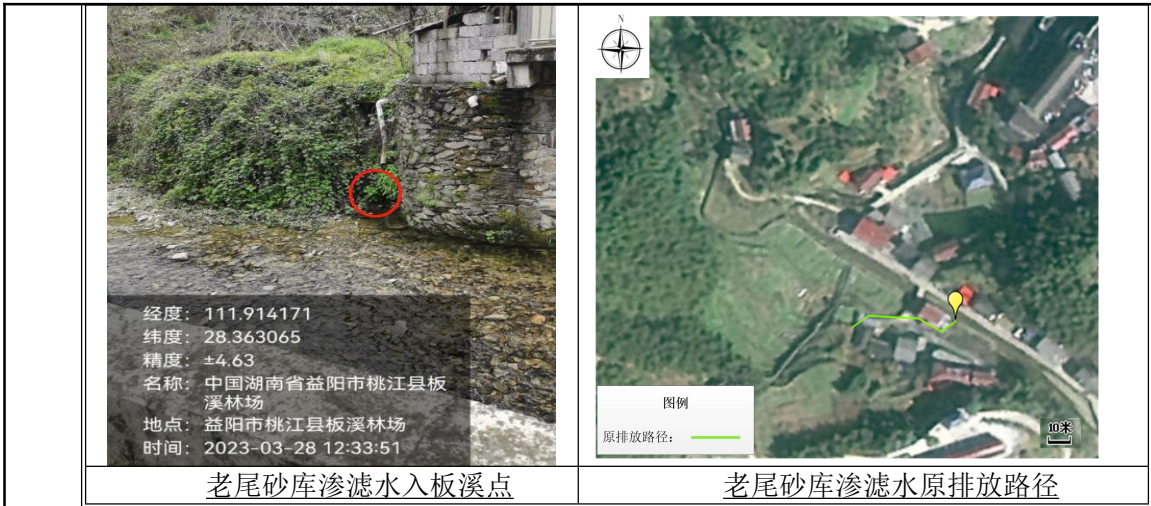 经度: 111.914171
纬度: 28.363065
精度: ±4.63
名称: 中国湖南省益阳市桃江县板
溪林场
地点: 益阳市桃江县板溪林场
时间: 2023-03-28 12:33:51
N
图例
原排放路径:
10米
老尾砂库渗滤水入板溪点
老尾砂库渗滤水原排放路径